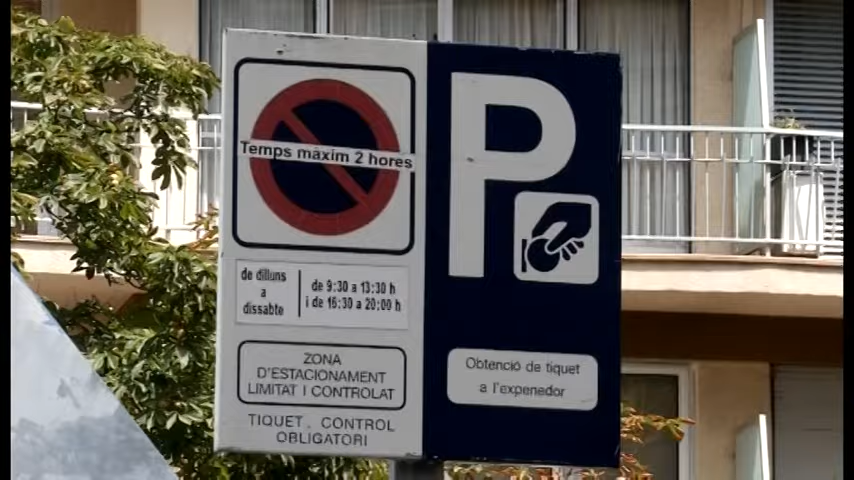 Temps màxim 2 hores
de dilluns
a
dissabte
de 9:30 a 13:30 h
i de 16:30 a 20:00 h
ZONA
D'ESTACIONAMENT
LIMITAT I CONTROLAT
TIQUET CONTROL
OBLIGATORI
P
Obtenció de tiquet
a l'expenedor